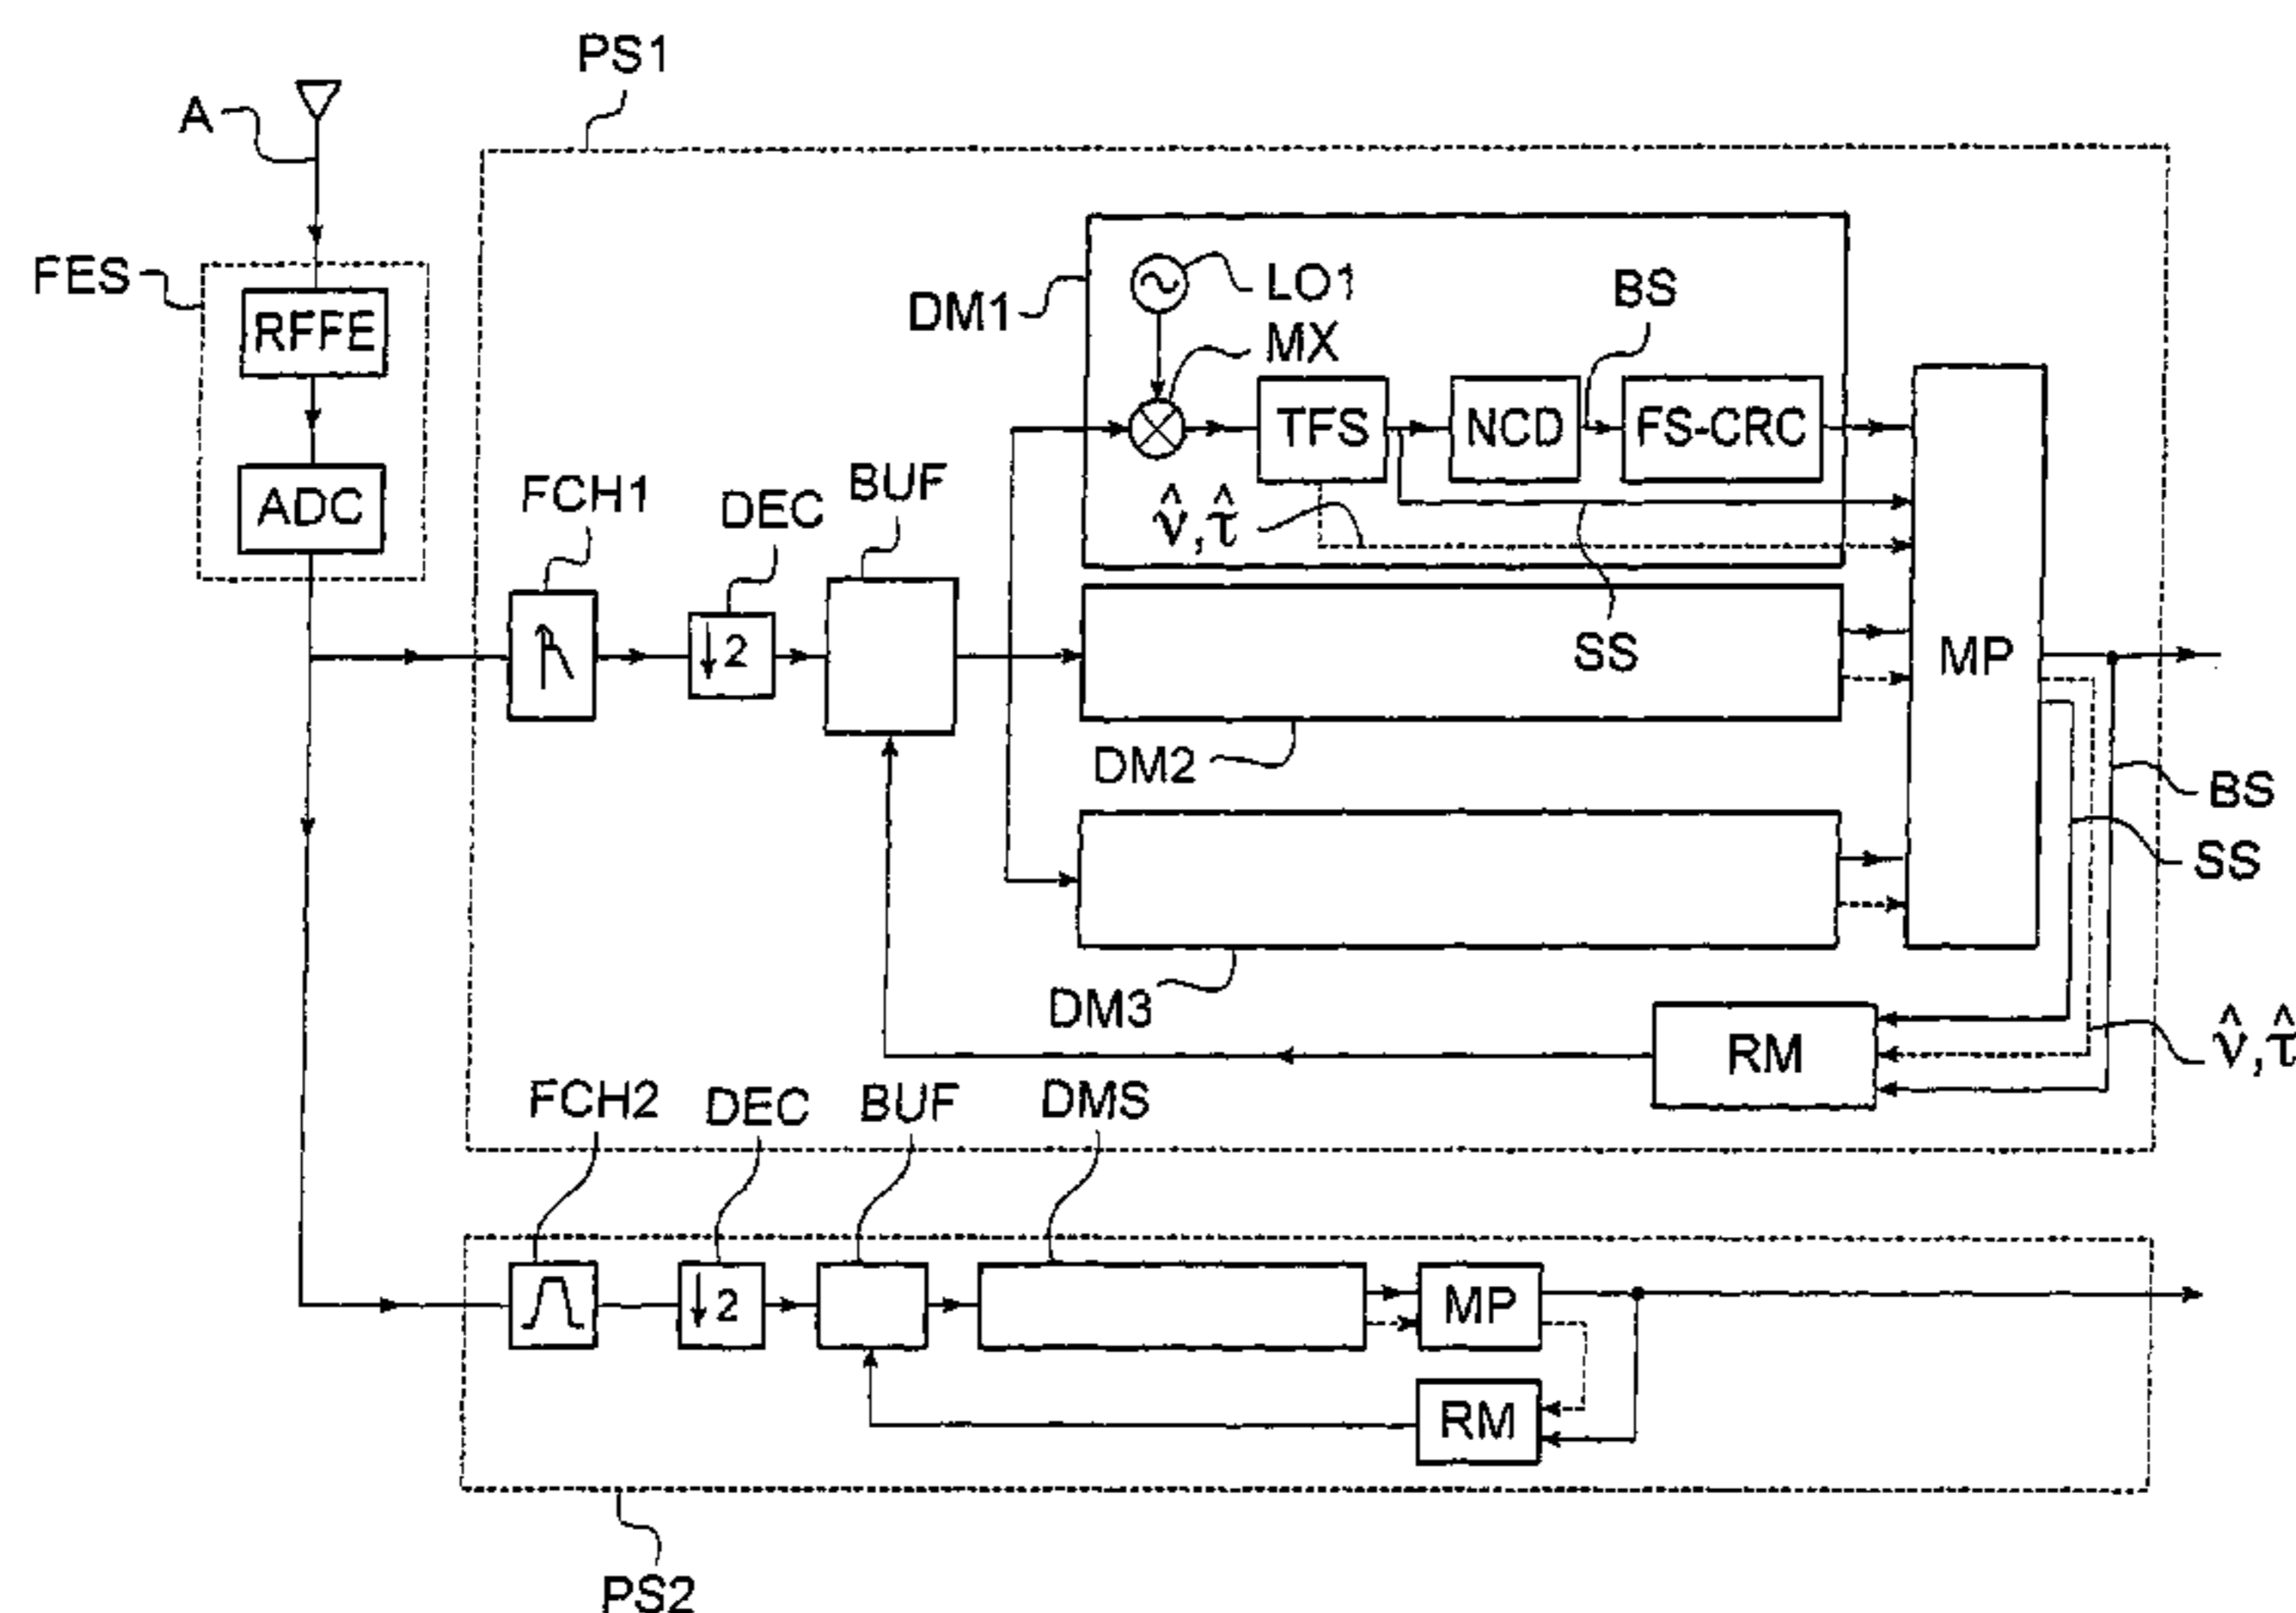 PS1
A
FES
RFFE
ADC
DM1
LO1
MX
BS
TFS
NCD
FS-CRC
ν̂,τ̂
SS
FCH1
DEC
BUF
↓2
MP
DM2
DM3
BS
SS
RM
ν̂,τ̂
FCH2
DEC
BUF
DMS
↓2
MP
RM
PS2